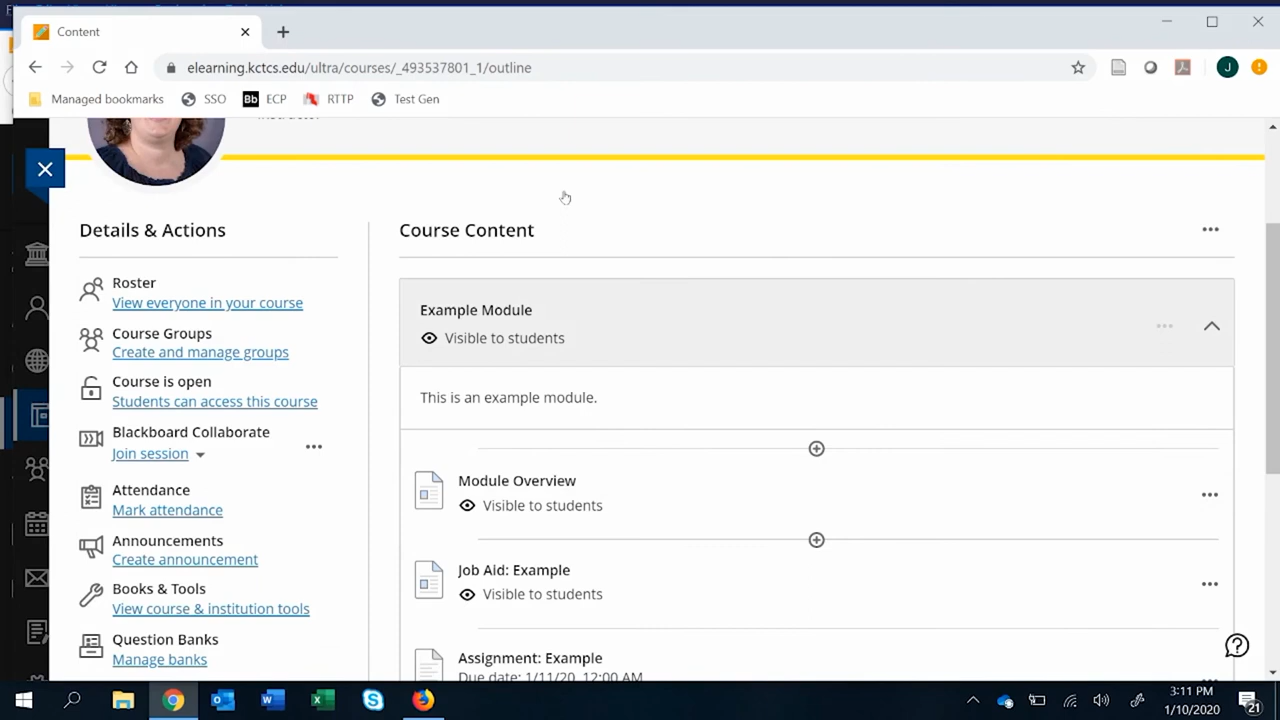 Content
elearning.kctcs.edu/ultra/courses/_493537801_1/outline
J
Managed bookmarks
SSO
Bb ECP
RTTP
Test Gen
Details & Actions
Roster
View everyone in your course
Course Groups
Create and manage groups
Course is open
Students can access this course
Blackboard Collaborate
Join session
Attendance
Mark attendance
Announcements
Create announcement
Books & Tools
View course & institution tools
Question Banks
Manage banks
Course Content
Example Module
Visible to students
This is an example module.
Module Overview
Visible to students
Job Aid: Example
Visible to students
Assignment: Example
Due date: 1/11/20, 12:00 AM
3:11 PM
1/10/2020
21